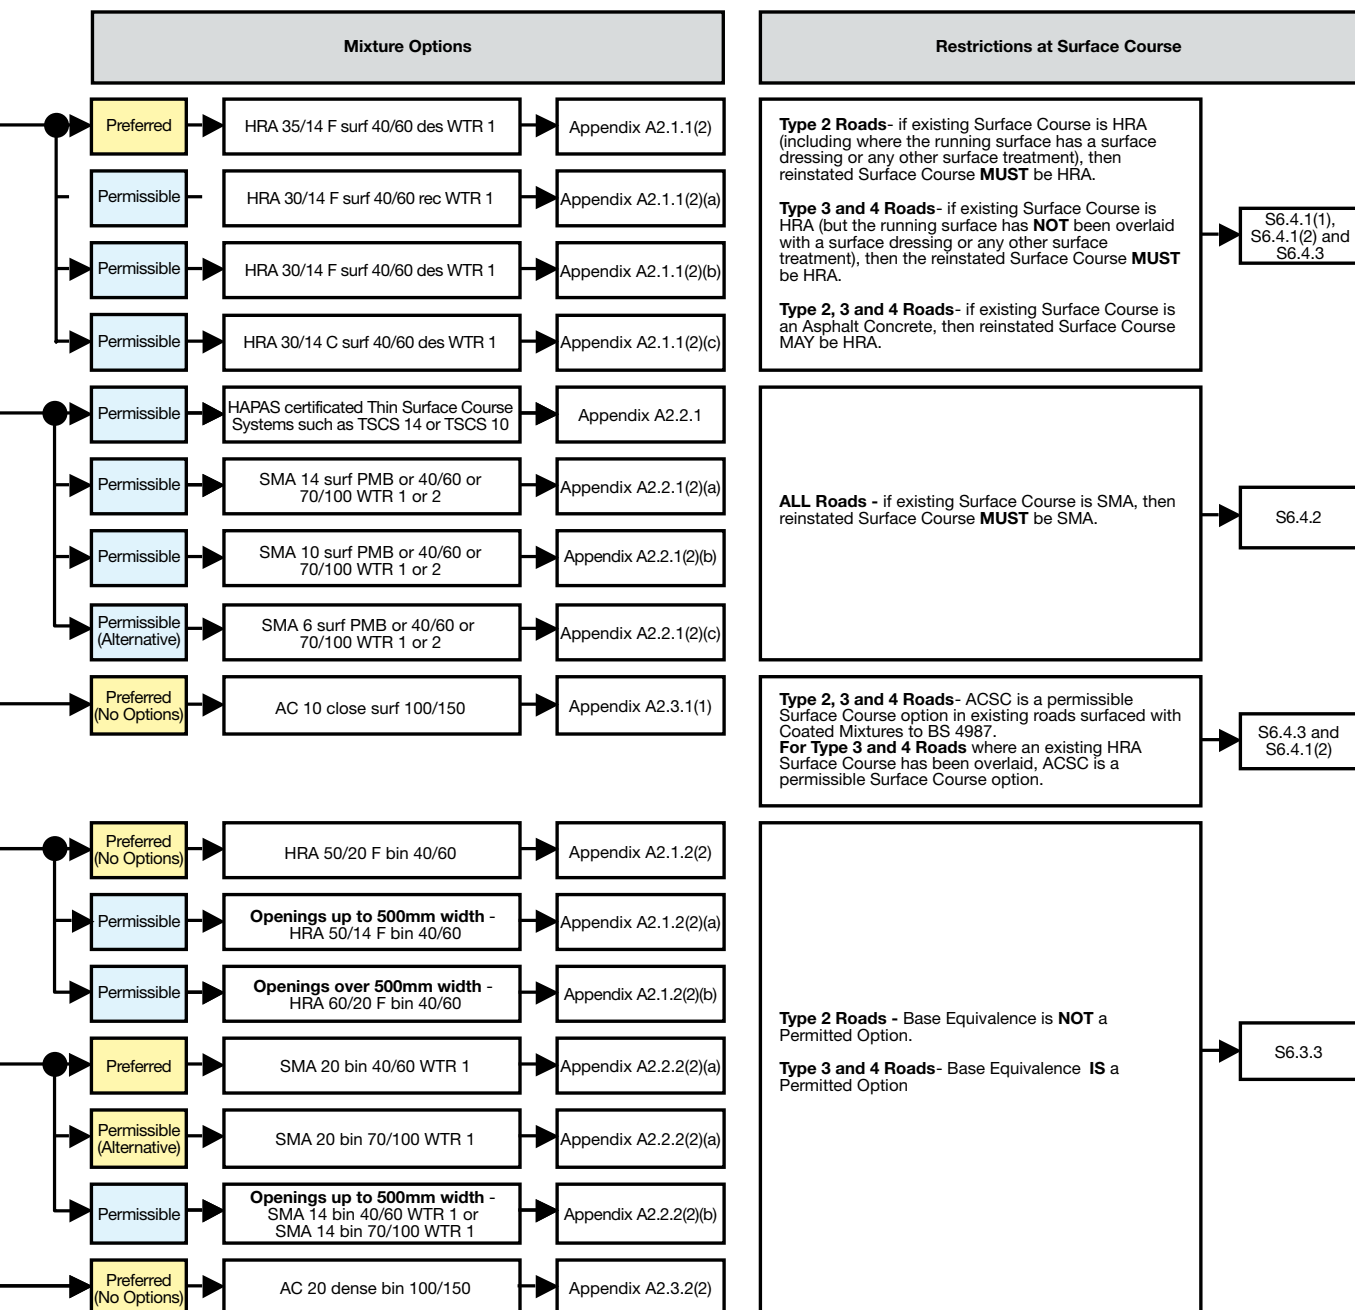 Mixture Options
Restrictions at Surface Course
Preferred
HRA 35/14 F surf 40/60 des WTR 1
Appendix A2.1.1(2)
Permissible
HRA 30/14 F surf 40/60 rec WTR 1
Appendix A2.1.1(2)(a)
Permissible
HRA 30/14 F surf 40/60 des WTR 1
Appendix A2.1.1(2)(b)
Permissible
HRA 30/14 C surf 40/60 des WTR 1
Appendix A2.1.1(2)(c)
Type 2 Roads- if existing Surface Course is HRA
(including where the running surface has a surface
dressing or any other surface treatment), then
reinstated Surface Course MUST be HRA.
Type 3 and 4 Roads- if existing Surface Course is
HRA (but the running surface has NOT been overlaid
with a surface dressing or any other surface
treatment), then the reinstated Surface Course MUST
be HRA.
Type 2, 3 and 4 Roads- if existing Surface Course is
an Asphalt Concrete, then reinstated Surface Course
MAY be HRA.
S6.4.1(1),
S6.4.1(2) and
S6.4.3
Permissible
HAPAS certificated Thin Surface Course
Systems such as TSCS 14 or TSCS 10
Appendix A2.2.1
Permissible
SMA 14 surf PMB or 40/60 or
70/100 WTR 1 or 2
Appendix A2.2.1(2)(a)
Permissible
SMA 10 surf PMB or 40/60 or
70/100 WTR 1 or 2
Appendix A2.2.1(2)(b)
Permissible
(Alternative)
SMA 6 surf PMB or 40/60 or
70/100 WTR 1 or 2
Appendix A2.2.1(2)(c)
ALL Roads - if existing Surface Course is SMA, then
reinstated Surface Course MUST be SMA.
S6.4.2
Preferred
(No Options)
AC 10 close surf 100/150
Appendix A2.3.1(1)
Type 2, 3 and 4 Roads- ACSC is a permissible
Surface Course option in existing roads surfaced with
Coated Mixtures to BS 4987.
For Type 3 and 4 Roads where an existing HRA
Surface Course has been overlaid, ACSC is a
permissible Surface Course option.
S6.4.3 and
S6.4.1(2)
Preferred
(No Options)
HRA 50/20 F bin 40/60
Appendix A2.1.2(2)
Permissible
Openings up to 500mm width -
HRA 50/14 F bin 40/60
Appendix A2.1.2(2)(a)
Permissible
Openings over 500mm width -
HRA 60/20 F bin 40/60
Appendix A2.1.2(2)(b)
Preferred
SMA 20 bin 40/60 WTR 1
Appendix A2.2.2(2)(a)
Permissible
(Alternative)
SMA 20 bin 70/100 WTR 1
Appendix A2.2.2(2)(a)
Permissible
Openings up to 500mm width -
SMA 14 bin 40/60 WTR 1 or
SMA 14 bin 70/100 WTR 1
Appendix A2.2.2(2)(b)
Preferred
(No Options)
AC 20 dense bin 100/150
Appendix A2.3.2(2)
Type 2 Roads - Base Equivalence is NOT a
Permitted Option.
Type 3 and 4 Roads- Base Equivalence IS a
Permitted Option
S6.3.3